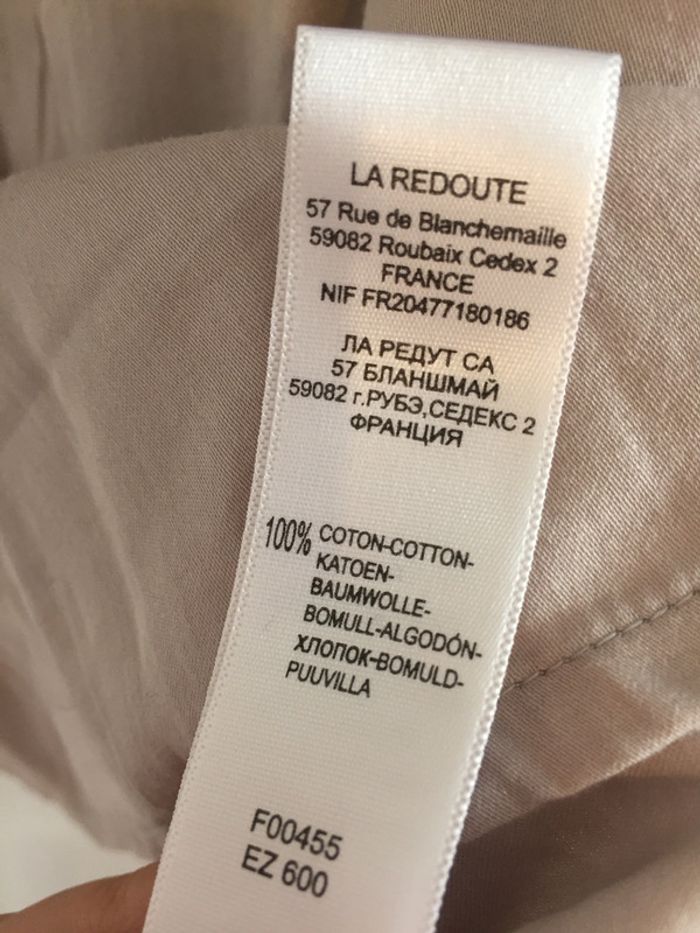 LA REDOUTE
57 Rue de Blanchemaille
59082 Roubaix Cedex 2
FRANCE
NIF FR20477180186
ЛА РЕДУТ СА
57 БЛАНШМАЙ
59082 г.РУБЭ,СЕДЕКС 2
ФРАНЦИЯ
100% COTON-COTTON-
KATOEN-
BAUMWOLLE-
BOMULL-ALGODÓN-
ХЛОПОК-BOMULD-
PUUVILLA
F00455
EZ 600